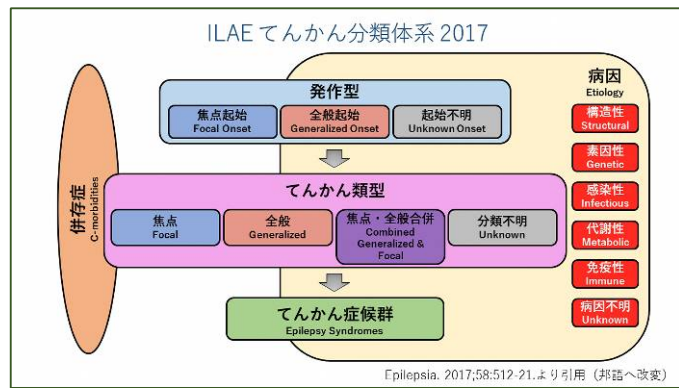 ILAE てんかん分類体系 2017
併存症
C-morbidities
発作型
焦点起始
Focal Onset
全般起始
Generalized Onset
起始不明
Unknown Onset
てんかん類型
焦点
Focal
全般
Generalized
焦点・全般合併
Combined
Generalized &
Focal
分類不明
Unknown
てんかん症候群
Epilepsy Syndromes
病因
Etiology
構造性
Structural
素因性
Genetic
感染性
Infectious
代謝性
Metabolic
免疫性
Immune
病因不明
Unknown
Epilepsia. 2017;58:512-21.より引用（邦語へ改変）